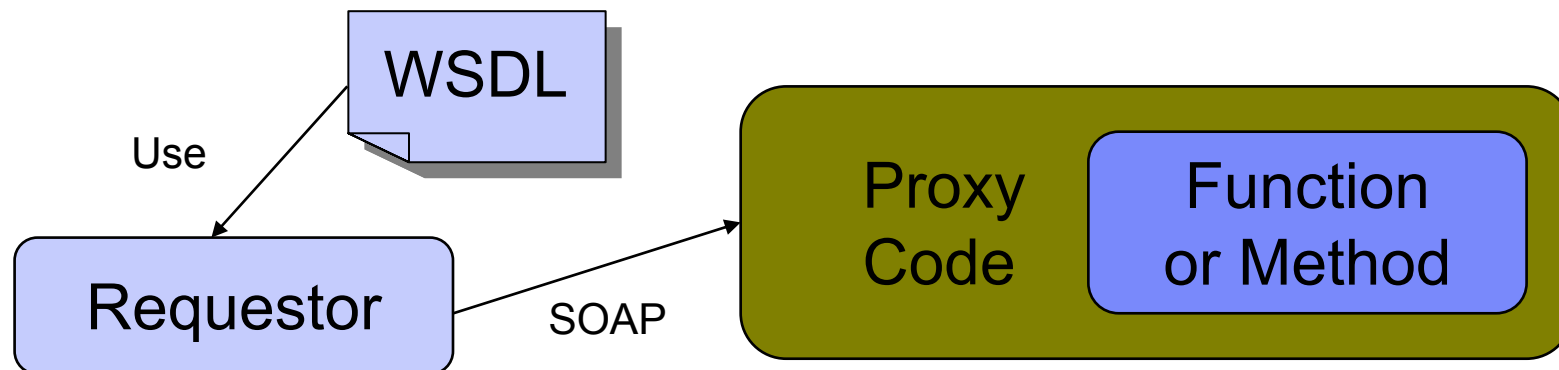 WSDL
Use
Proxy
Code
Function
or Method
Requestor
SOAP